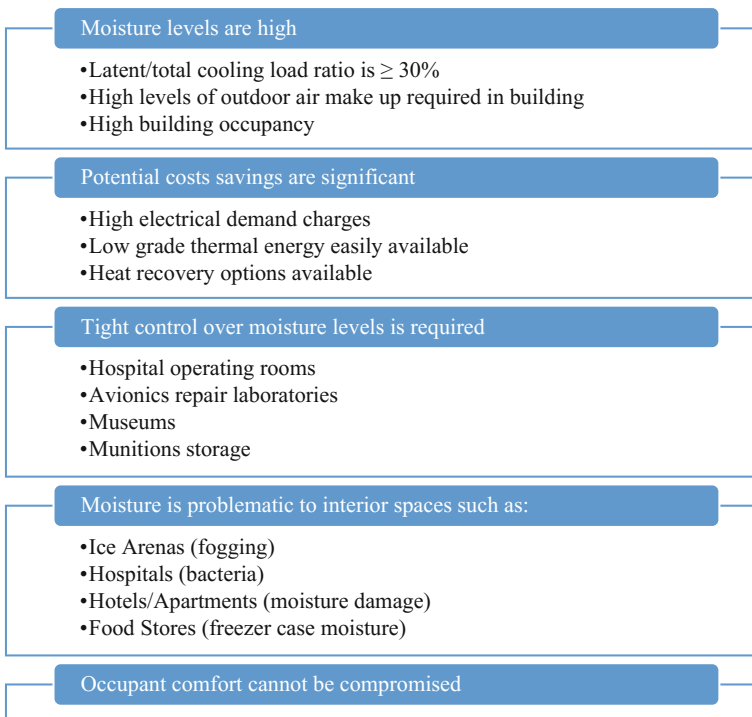 Moisture levels are high
•Latent/total cooling load ratio is ≥ 30%
•High levels of outdoor air make up required in building
•High building occupancy
Potential costs savings are significant
•High electrical demand charges
•Low grade thermal energy easily available
•Heat recovery options available
Tight control over moisture levels is required
•Hospital operating rooms
•Avionics repair laboratories
•Museums
•Munitions storage
Moisture is problematic to interior spaces such as:
•Ice Arenas (fogging)
•Hospitals (bacteria)
•Hotels/Apartments (moisture damage)
•Food Stores (freezer case moisture)
Occupant comfort cannot be compromised